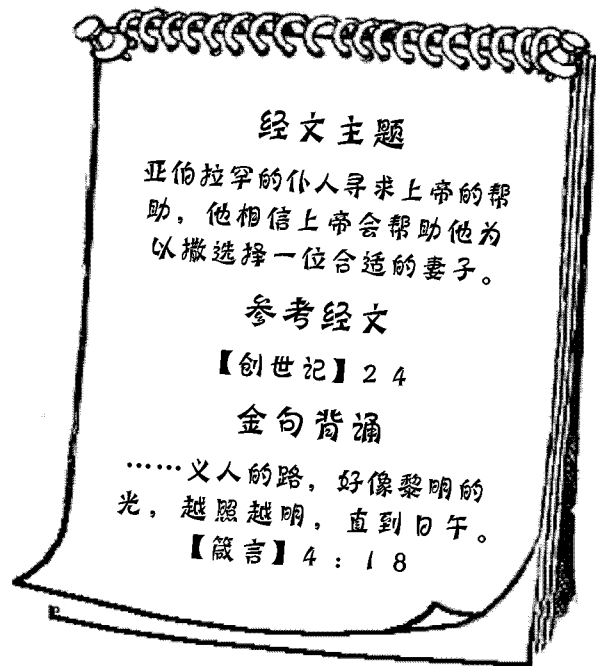 经文主题
亚伯拉罕的仆人寻求上帝的帮
助，他相信上帝会帮助他为
以撒选择一位合适的妻子。
参考经文
【创世记】24
金句背诵
……义人的路，好像黎明的
光，越照越明，直到日午。
【箴言】4：18